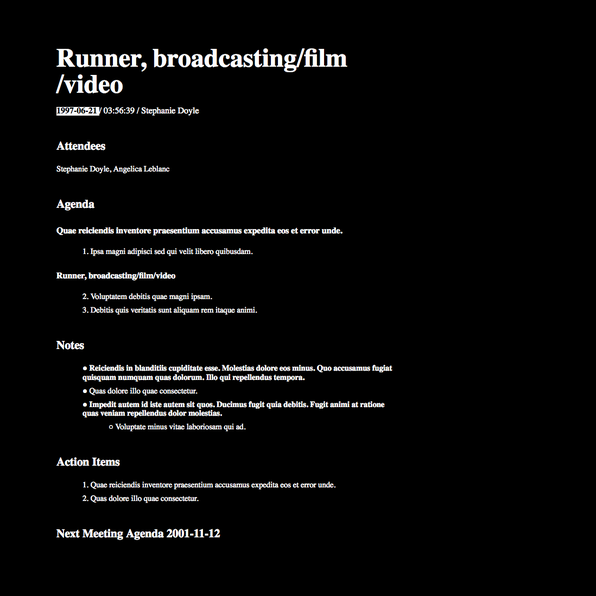 Runner, broadcasting/film
/video
1997-06-21 / 03:56:39 / Stephanie Doyle
Attendees
Stephanie Doyle, Angelica Leblanc
Agenda
Quae reiciendis inventore praesentium accusamus expedita eos et error unde.
1. Ipsa magni adipisci sed qui velit libero quibusdam.
Runner, broadcasting/film/video
2. Voluptatem debitis quae magni ipsam.
3. Debitis quis veritatis sunt aliquam rem itaque animi.
Notes
● Reiciendis in blanditiis cupiditate esse. Molestias dolore eos minus. Quo accusamus fugiat
quisquam numquam quas dolorum. Illo qui repellendus tempora.
● Quas dolore illo quae consectetur.
● Impedit autem id iste autem sit quos. Ducimus fugit quia debitis. Fugit animi at ratione
quas veniam repellendus dolor molestias.
○ Voluptate minus vitae laboriosam qui ad.
Action Items
1. Quae reiciendis inventore praesentium accusamus expedita eos et error unde.
2. Quas dolore illo quae consectetur.
Next Meeting Agenda 2001-11-12